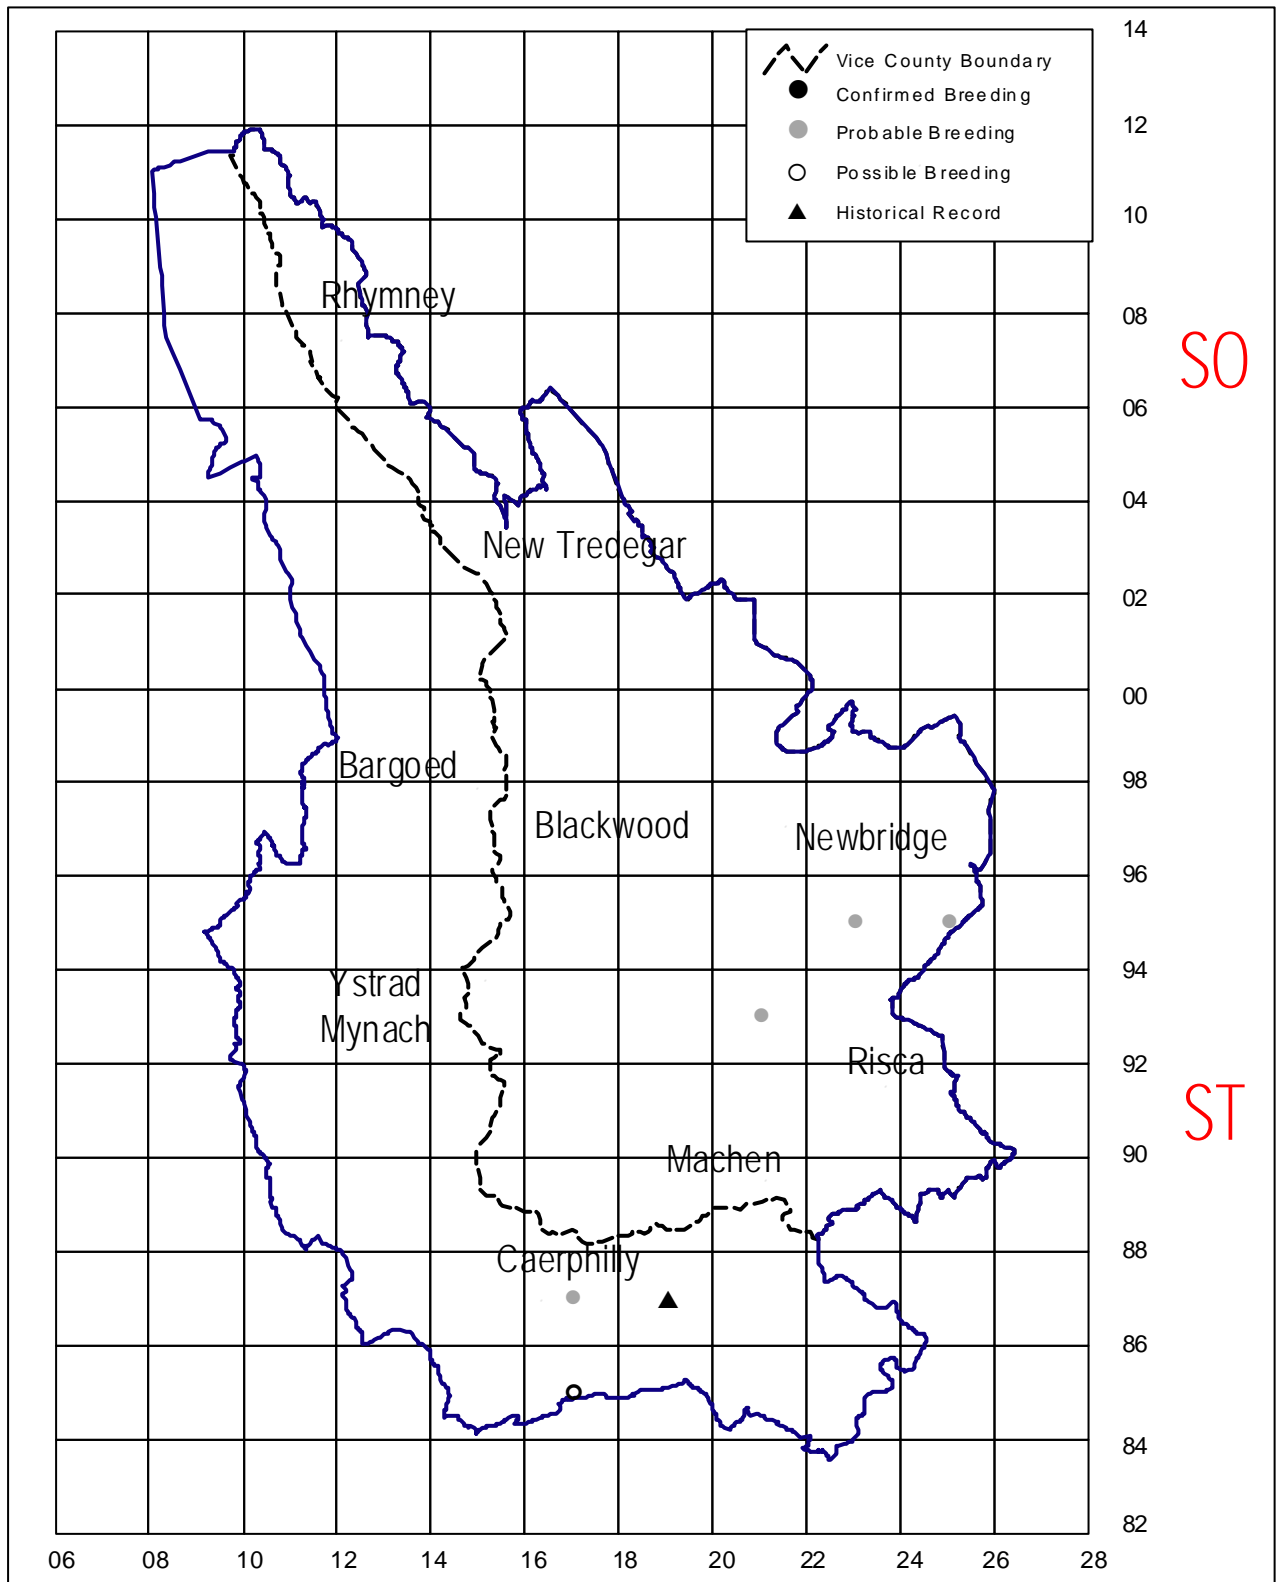 14
Vice County Boundary
Confirmed Breeding
Probable Breeding
Possible Breeding
Historical Record
12
10
Rhymney
08
SO
06
04
New Tredegar
02
00
Bargoed
98
Blackwood
Newbridge
96
94
Ystrad
Mynach
92
Risca
ST
90
Machen
88
Caerphilly
86
84
82
06 08 10 12 14 16 18 20 22 24 26 28